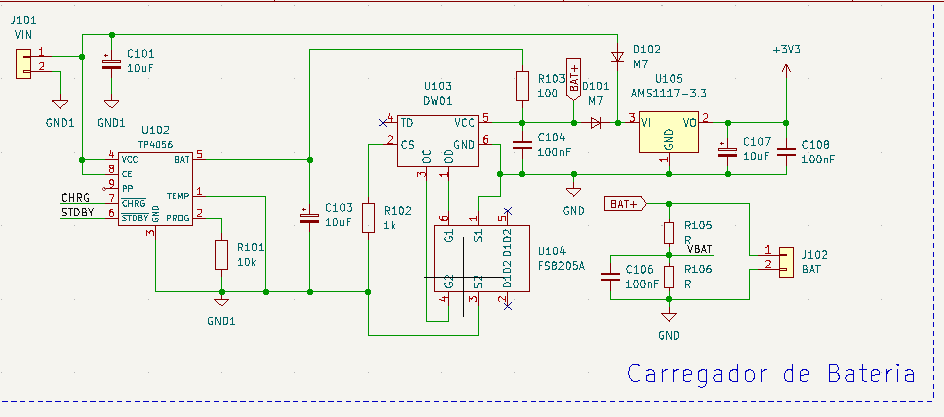 J101
VIN
1
2
GND1
C101
10uF
GND1
D102
M7
+3V3
U102
TP4056
4 VCC
8 CE
9 PP
CHRG 7 CHRG
STDBY 6 STDBY
BAT 5
TEMP 1
PROG 2
GND
3
R101
10k
GND1
C103
10uF
R102
1k
U103
DW01
4 TD
2 CS
VCC 5
GND 6
OC
OD
3
1
R103
100
BAT+
D101
M7
C104
100nF
GND
U105
AMS1117-3.3
3 VI
VO 2
GND
1
C107
10uF
C108
100nF
6
1
5
G1
S1
D1D2
U104
FS8205A
G2
S2
D1D2
4
3
2
BAT+
R105
R
VBAT
C106
100nF
R106
R
GND
1
2
J102
BAT
Carregador de Bateria